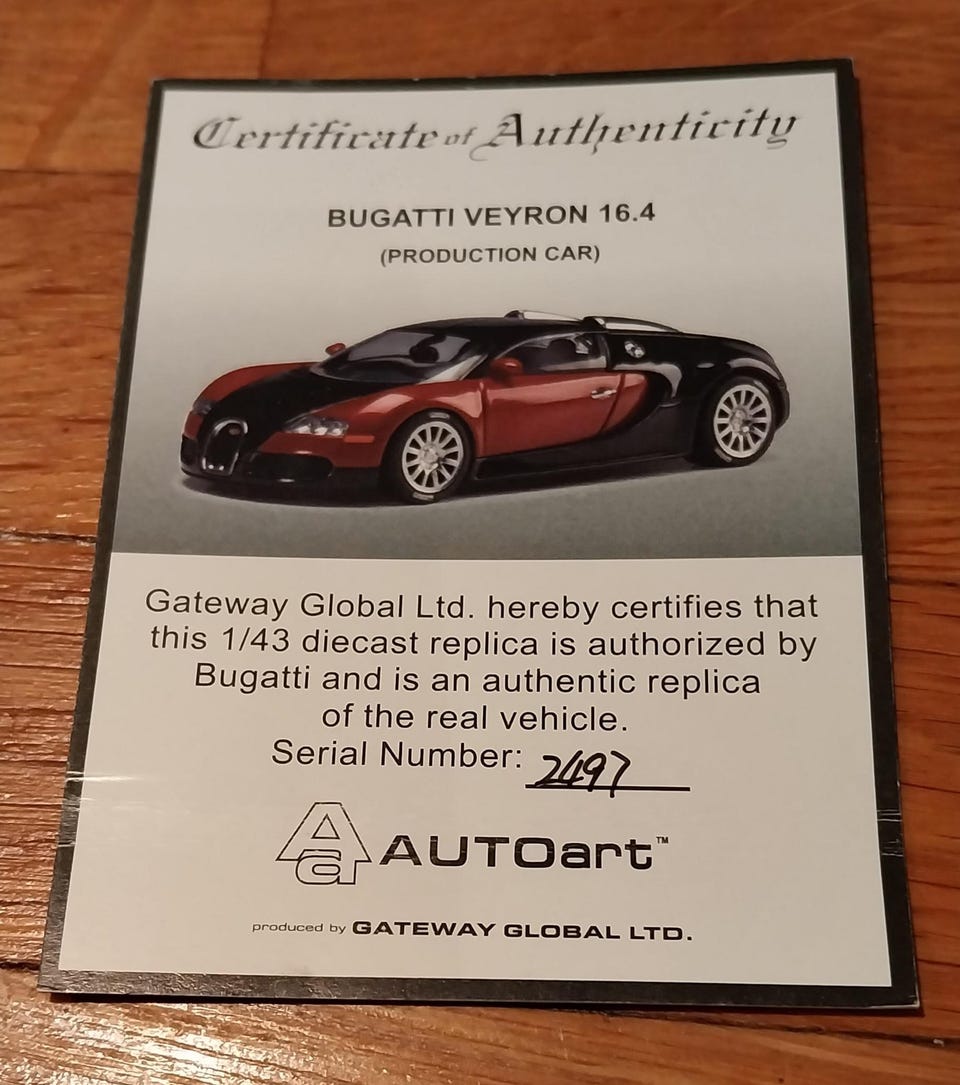 Certificate of Authenticity
BUGATTI VEYRON 16.4
(PRODUCTION CAR)
Gateway Global Ltd. hereby certifies that
this 1/43 diecast replica is authorized by
Bugatti and is an authentic replica
of the real vehicle.
Serial Number: 2497
Aa AUTOart™
produced by GATEWAY GLOBAL LTD.